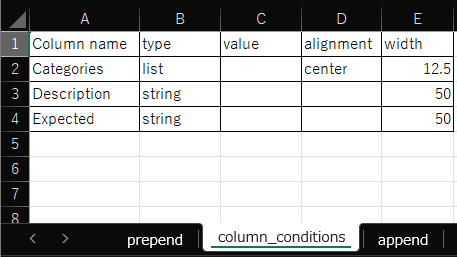 A B C D E
1 Column name type value alignment width
2 Categories list center 12.5
3 Description string 50
4 Expected string 50
5
6
7
8
< > prepend column_conditions append